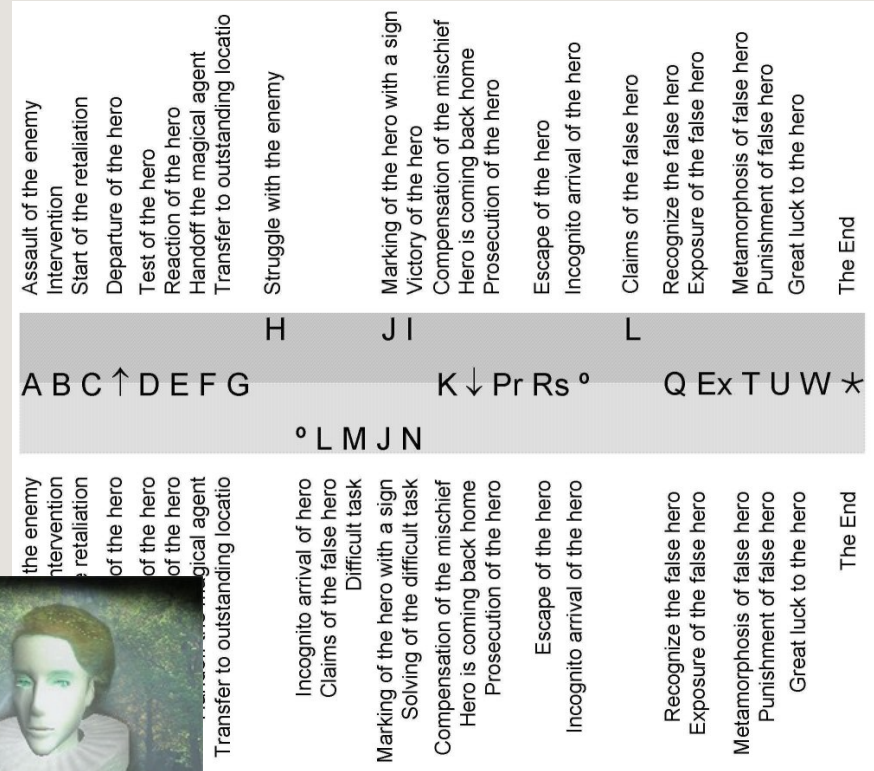 Assault of the enemy
Intervention
Start of the retaliation
Departure of the hero
Test of the hero
Reaction of the hero
Handoff the magical agent
Transfer to outstanding locatio
Struggle with the enemy
Marking of the hero with a sign
Victory of the hero
Compensation of the mischief
Hero is coming back home
Prosecution of the hero
Escape of the hero
Incognito arrival of the hero
Claims of the false hero
Recognize the false hero
Exposure of the false hero
Metamorphosis of false hero
Punishment of false hero
Great luck to the hero
The End
H J I L
A B C ↑ D E F G K ↓ Pr Rs º Q Ex T U W *
º L M J N
the enemy
ntervention
retaliation
of the hero
of the hero
of the hero
agical agent
Transfer to outstanding locatio
Incognito arrival of hero
Claims of the false hero
Difficult task
Marking of the hero with a sign
Solving of the difficult task
Compensation of the mischief
Hero is coming back home
Prosecution of the hero
Escape of the hero
Incognito arrival of the hero
Recognize the false hero
Exposure of the false hero
Metamorphosis of false hero
Punishment of false hero
Great luck to the hero
The End